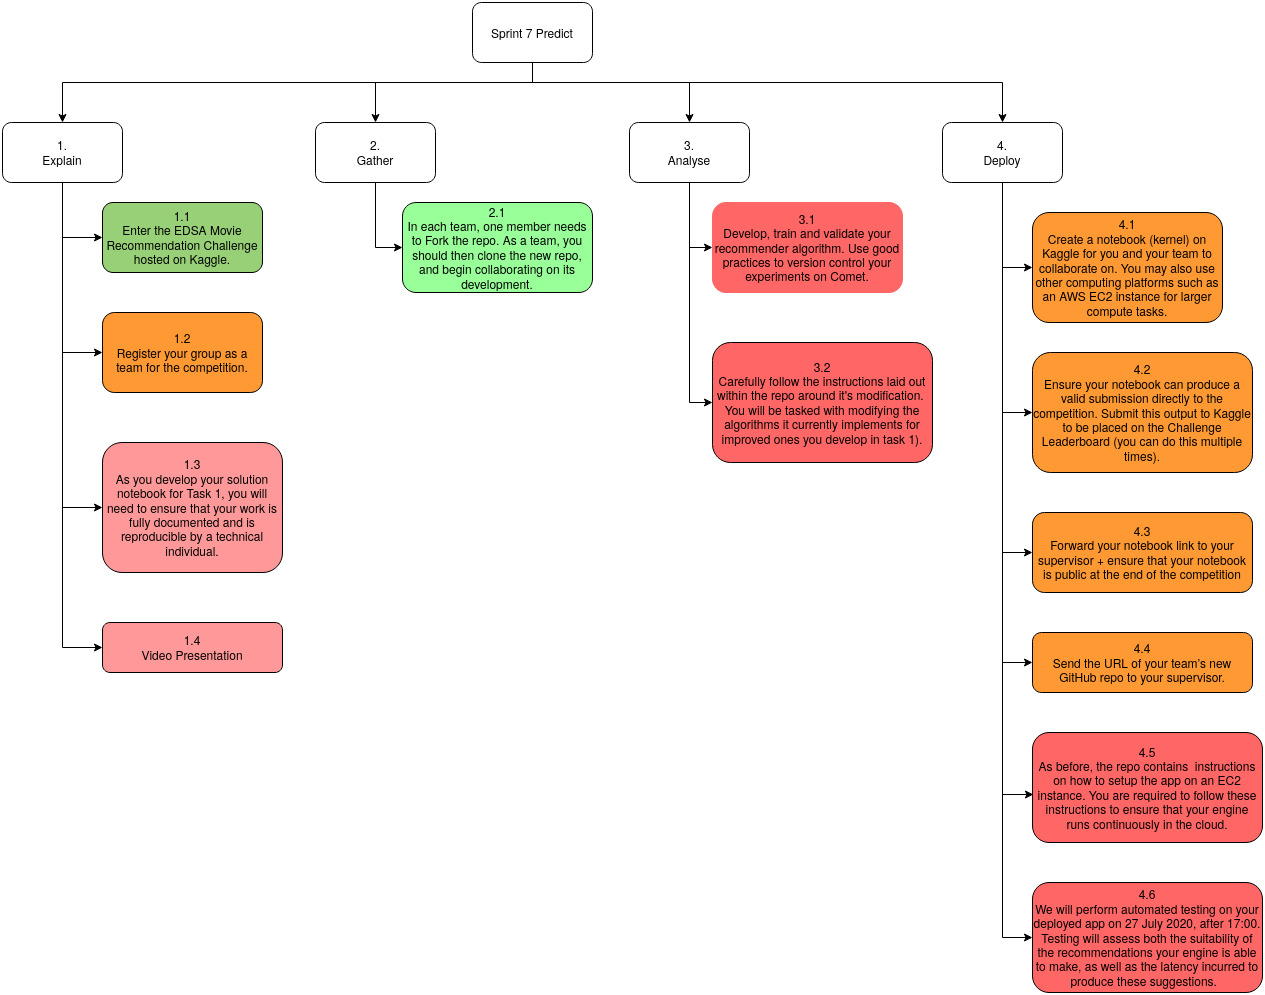 Sprint 7 Predict
1.
Explain
2.
Gather
3.
Analyse
4.
Deploy
1.1
Enter the EDSA Movie
Recommendation Challenge
hosted on Kaggle.
1.2
Register your group as a
team for the competition.
1.3
As you develop your solution
notebook for Task 1, you will
need to ensure that your work is
fully documented and is
reproducible by a technical
individual.
1.4
Video Presentation
2.1
In each team, one member needs
to Fork the repo. As a team, you
should then clone the new repo,
and begin collaborating on its
development.
3.1
Develop, train and validate your
recommender algorithm. Use good
practices to version control your
experiments on Comet.
3.2
Carefully follow the instructions laid out
within the repo around it's modification.
You will be tasked with modifying the
algorithms it currently implements for
improved ones you develop in task 1).
4.1
Create a notebook (kernel) on
Kaggle for you and your team to
collaborate on. You may also use
other computing platforms such as
an AWS EC2 instance for larger
compute tasks.
4.2
Ensure your notebook can produce a
valid submission directly to the
competition. Submit this output to Kaggle
to be placed on the Challenge
Leaderboard (you can do this multiple
times).
4.3
Forward your notebook link to your
supervisor + ensure that your notebook
is public at the end of the competition
4.4
Send the URL of your team's new
GitHub repo to your supervisor.
4.5
As before, the repo contains  instructions
on how to setup the app on an EC2
instance. You are required to follow these
instructions to ensure that your engine
runs continuously in the cloud.
4.6
We will perform automated testing on your
deployed app on 27 July 2020, after 17:00.
Testing will assess both the suitability of
the recommendations your engine is able
to make, as well as the latency incurred to
produce these suggestions.